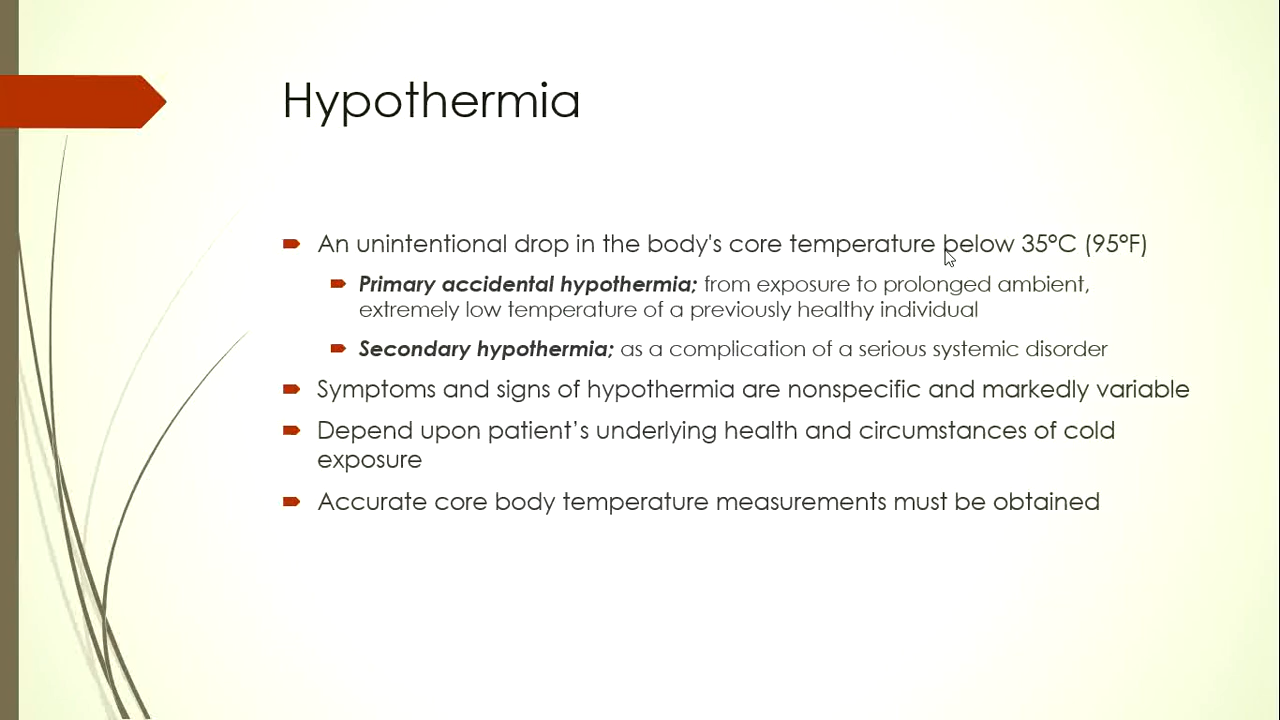 Hypothermia
An unintentional drop in the body's core temperature below 35ºC (95ºF)
Primary accidental hypothermia; from exposure to prolonged ambient,
extremely low temperature of a previously healthy individual
Secondary hypothermia; as a complication of a serious systemic disorder
Symptoms and signs of hypothermia are nonspecific and markedly variable
Depend upon patient’s underlying health and circumstances of cold
exposure
Accurate core body temperature measurements must be obtained